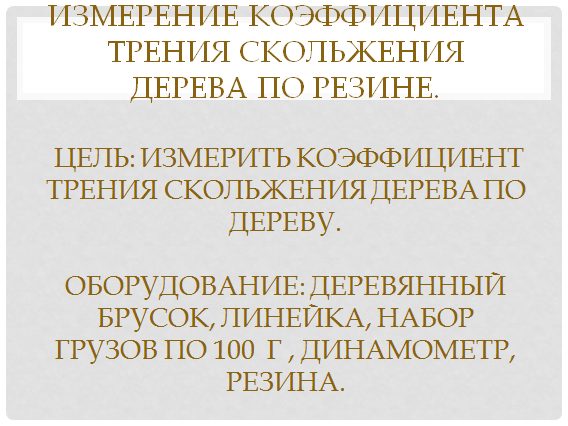 ИЗМЕРЕНИЕ КОЭФФИЦИЕНТА
ТРЕНИЯ СКОЛЬЖЕНИЯ
ДЕРЕВА ПО РЕЗИНЕ.
ЦЕЛЬ: ИЗМЕРИТЬ КОЭФФИЦИЕНТ
ТРЕНИЯ СКОЛЬЖЕНИЯ ДЕРЕВА ПО
ДЕРЕВУ.
ОБОРУДОВАНИЕ: ДЕРЕВЯННЫЙ
БРУСОК, ЛИНЕЙКА, НАБОР
ГРУЗОВ ПО 100 Г , ДИНАМОМЕТР,
РЕЗИНА.